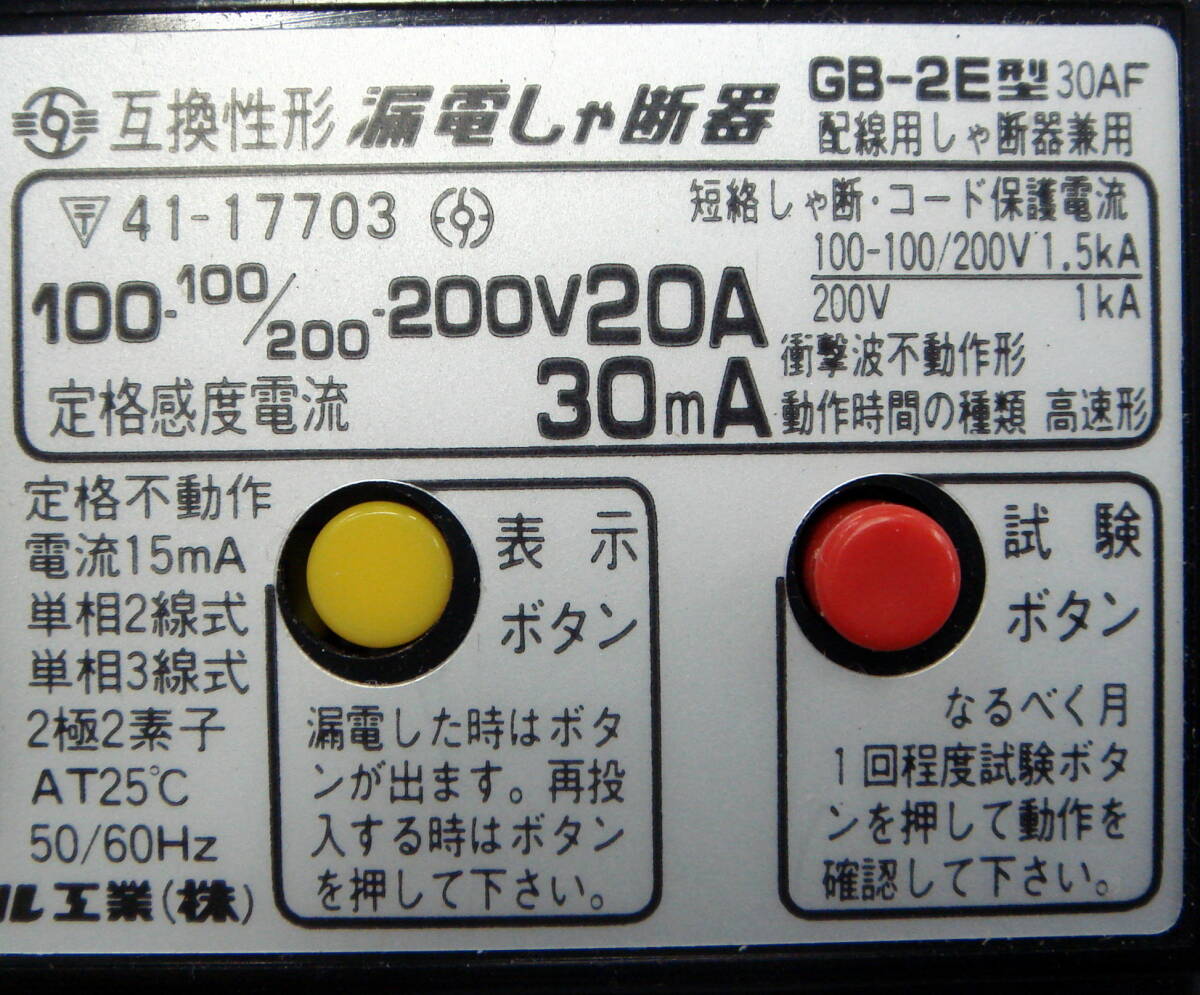 互換性形 漏電しゃ断器 GB-2E型 30AF
配線用しゃ断器兼用
〒 41-17703
短絡しゃ断・コード保護電流
100-100/200V 1.5kA
200V 1kA
100-100/200-200V20A
衝撃波不動作形
定格感度電流 30mA
動作時間の種類 高速形
定格不動作
電流15mA
単相2線式
単相3線式
2極2素子
AT25℃
50/60Hz
ル工業(株)
表示
ボタン
漏電した時はボタ
ンが出ます。再投
入する時はボタン
を押して下さい。
試験
ボタン
なるべく月
1回程度試験ボタ
ンを押して動作を
確認して下さい。